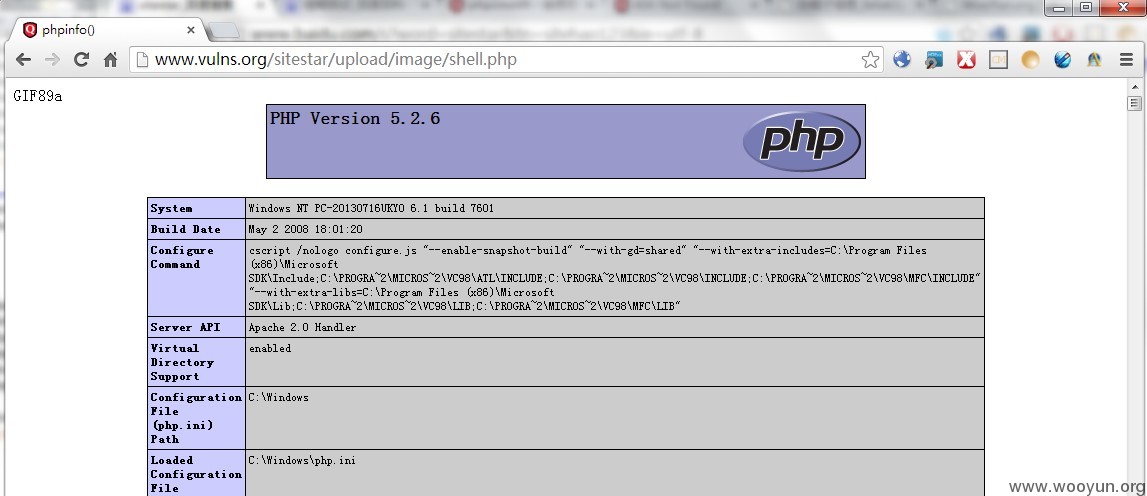 phpinfo()
www.vulns.org/sitestar/upload/image/shell.php
GIF89a
PHP Version 5.2.6
php
System Windows NT PC-20130716UKYO 6.1 build 7601
Build Date May 2 2008 18:01:20
Configure Command cscript /nologo configure.js "--enable-snapshot-build" "--with-gd=shared" "--with-extra-includes=C:\Program Files
(x86)\Microsoft
SDK\Include;C:\PROGRA~2\MICROS~2\VC98\ATL\INCLUDE;C:\PROGRA~2\MICROS~2\VC98\INCLUDE;C:\PROGRA~2\MICROS~2\VC98\MFC\INCLUDE"
"--with-extra-libs=C:\Program Files (x86)\Microsoft
SDK\Lib;C:\PROGRA~2\MICROS~2\VC98\LIB;C:\PROGRA~2\MICROS~2\VC98\MFC\LIB"
Server API Apache 2.0 Handler
Virtual Directory Support enabled
Configuration File (php.ini) Path C:\Windows
Loaded Configuration File C:\Windows\php.ini
www.wooyun.org